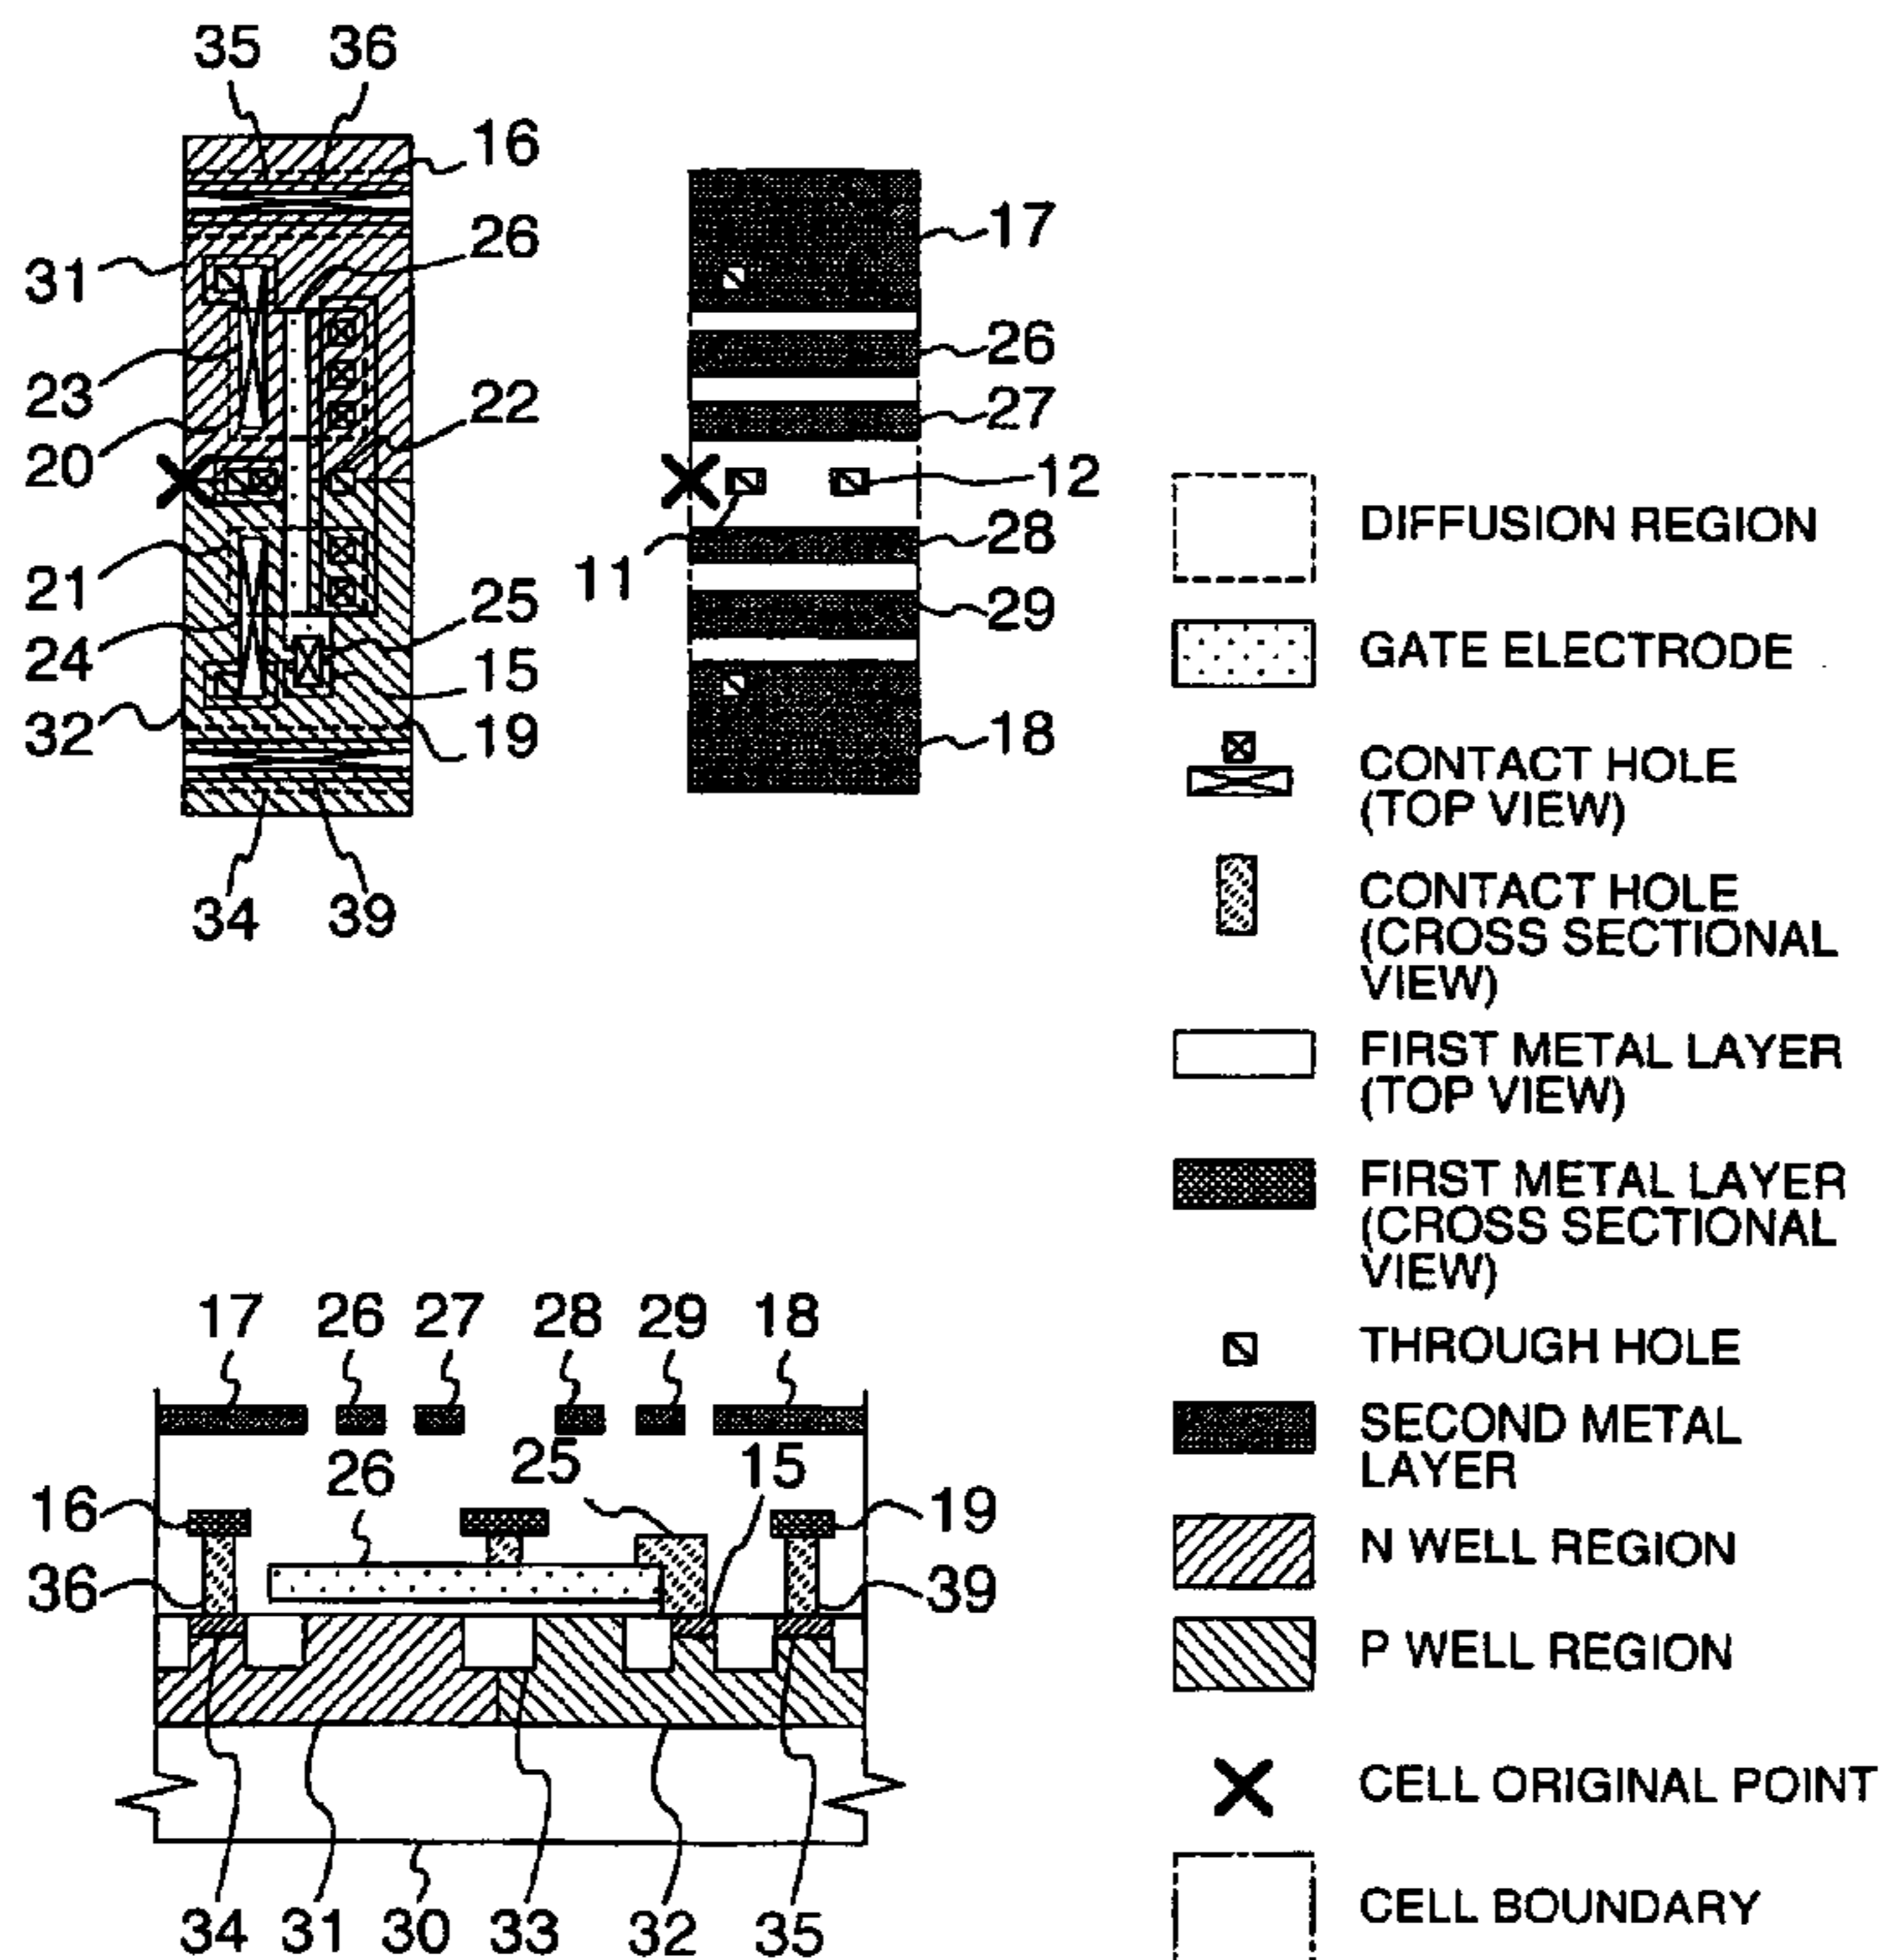 35 36
16
26
31
23
22
20
21
25
24
15
32
19
34 39
17
26
27
12
28
11
29
18
DIFFUSION REGION
GATE ELECTRODE
CONTACT HOLE
(TOP VIEW)
CONTACT HOLE
(CROSS SECTIONAL
VIEW)
FIRST METAL LAYER
(TOP VIEW)
FIRST METAL LAYER
(CROSS SECTIONAL
VIEW)
THROUGH HOLE
SECOND METAL
LAYER
N WELL REGION
P WELL REGION
CELL ORIGINAL POINT
CELL BOUNDARY
17 26 27 28 29 18
26 25 15
16 19
36 39
34 31 30 33 32 35